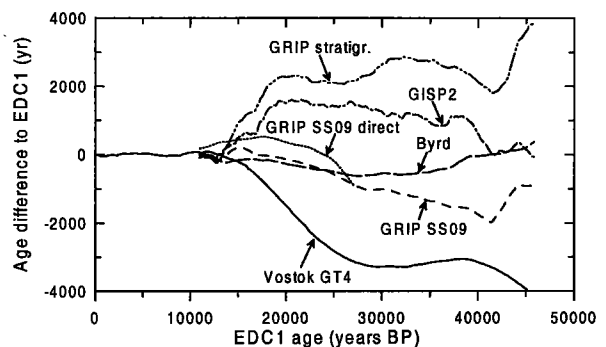 Age difference to EDC1 (yr)
4000
2000
0
-2000
-4000
GRIP stratigr.
GISP2
GRIP SS09 direct
Byrd
GRIP SS09
Vostok GT4
0
10000
20000
30000
40000
50000
EDC1 age (years BP)